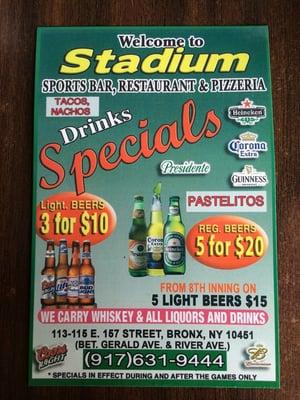 Welcome to
Stadium
SPORTS BAR, RESTAURANT & PIZZERIA
TACOS,
NACHOS
Drinks
Specials
Heineken
Corona
Extra
GUINNESS
Presidente
PASTELITOS
Light. BEERS
3 for $10
REG. BEERS
5 for $20
FROM 8TH INNING ON
5 LIGHT BEERS $15
WE CARRY WHISKEY & ALL LIQUORS AND DRINKS
113-115 E. 157 STREET, BRONX, NY 10451
(BET. GERALD AVE. & RIVER AVE.)
Coors
LIGHT
(917)631-9444
* SPECIALS IN EFFECT DURING AND AFTER THE GAMES ONLY